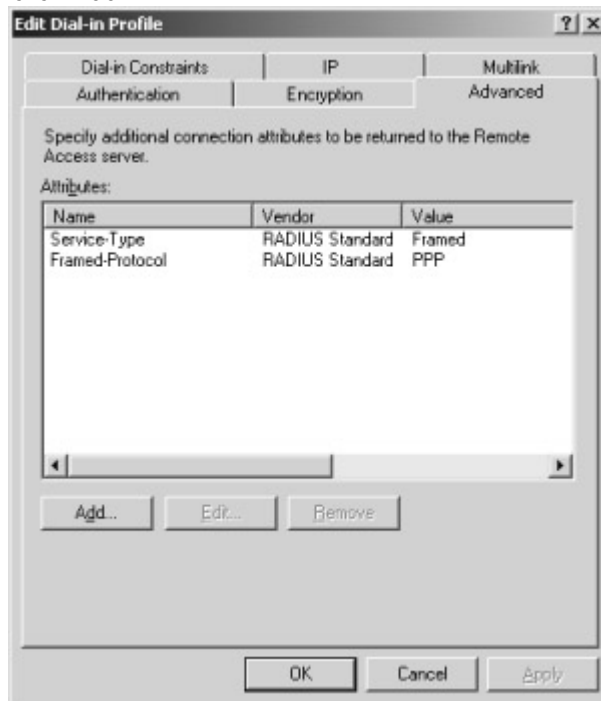 Edit Dial-in Profile
Dial-in Constraints IP Multilink
Authentication Encryption Advanced
Specify additional connection attributes to be returned to the Remote
Access server.
Attributes:
Name Vendor Value
Service-Type RADIUS Standard Framed
Framed-Protocol RADIUS Standard PPP
Add... Edit... Remove
OK Cancel Apply